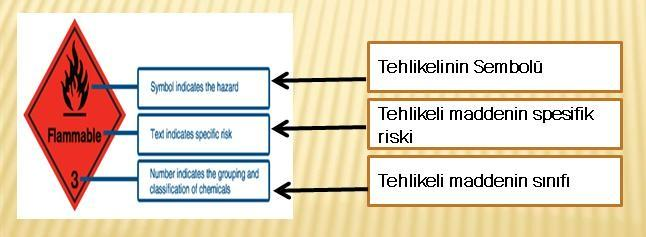 Flammable
3
Symbol indicates the hazard
Text indicates specific risk
Number indicates the grouping and
classification of chemicals
Tehlikelinin Sembolü
Tehlikeli maddenin spesifik
riski
Tehlikeli maddenin sınıfı